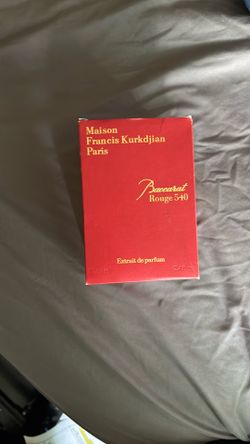 Maison
Francis Kurkdjian
Paris
Baccarat
Rouge 540
Extrait de parfum